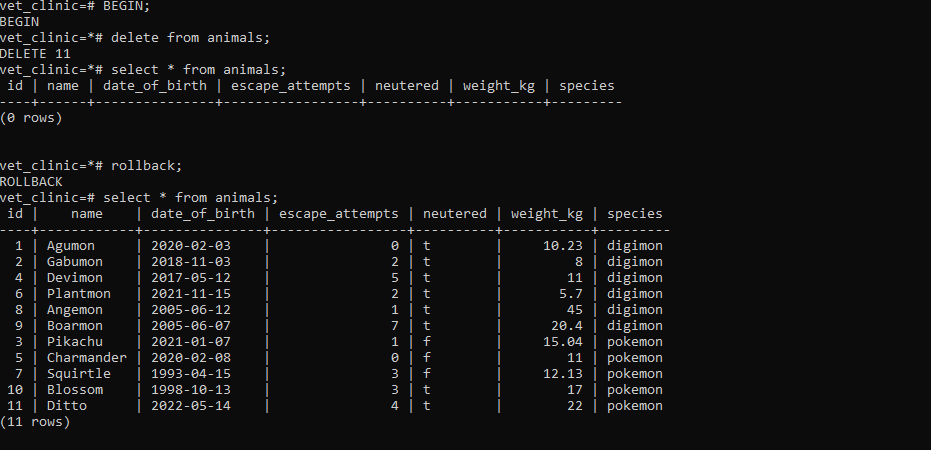 vet_clinic=# BEGIN;
BEGIN
vet_clinic=*# delete from animals;
DELETE 11
vet_clinic=*# select * from animals;
 id | name | date_of_birth | escape_attempts | neutered | weight_kg | species
----+------+---------------+-----------------+----------+-----------+---------
(0 rows)


vet_clinic=*# rollback;
ROLLBACK
vet_clinic=# select * from animals;
 id |    name    | date_of_birth | escape_attempts | neutered | weight_kg | species
----+------------+---------------+-----------------+----------+-----------+---------
  1 | Agumon     | 2020-02-03    |               0 | t        |     10.23 | digimon
  2 | Gabumon    | 2018-11-03    |               2 | t        |         8 | digimon
  4 | Devimon    | 2017-05-12    |               5 | t        |        11 | digimon
  6 | Plantmon   | 2021-11-15    |               2 | t        |       5.7 | digimon
  8 | Angemon    | 2005-06-12    |               1 | t        |        45 | digimon
  9 | Boarmon    | 2005-06-07    |               7 | t        |      20.4 | digimon
  3 | Pikachu    | 2021-01-07    |               1 | f        |     15.04 | pokemon
  5 | Charmander | 2020-02-08    |               0 | f        |        11 | pokemon
  7 | Squirtle   | 1993-04-15    |               3 | f        |     12.13 | pokemon
 10 | Blossom    | 1998-10-13    |               3 | t        |        17 | pokemon
 11 | Ditto      | 2022-05-14    |               4 | t        |        22 | pokemon
(11 rows)